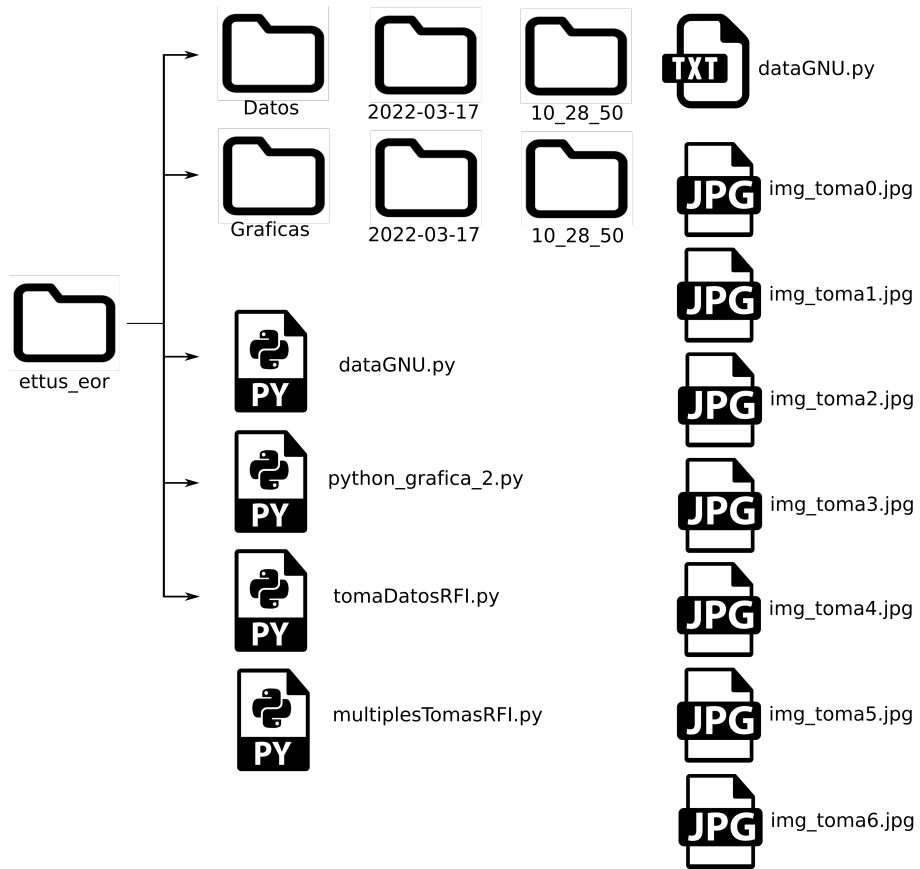 Datos
2022-03-17
10_28_50
TXT
dataGNU.py
Graficas
2022-03-17
10_28_50
JPG
img_toma0.jpg
JPG
img_toma1.jpg
ettus_eor
PY
dataGNU.py
JPG
img_toma2.jpg
PY
python_grafica_2.py
JPG
img_toma3.jpg
PY
tomaDatosRFI.py
JPG
img_toma4.jpg
PY
multiplesTomasRFI.py
JPG
img_toma5.jpg
JPG
img_toma6.jpg